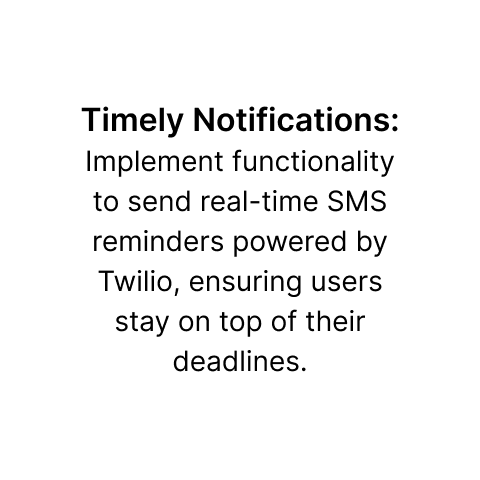 Timely Notifications:
Implement functionality
to send real-time SMS
reminders powered by
Twilio, ensuring users
stay on top of their
deadlines.